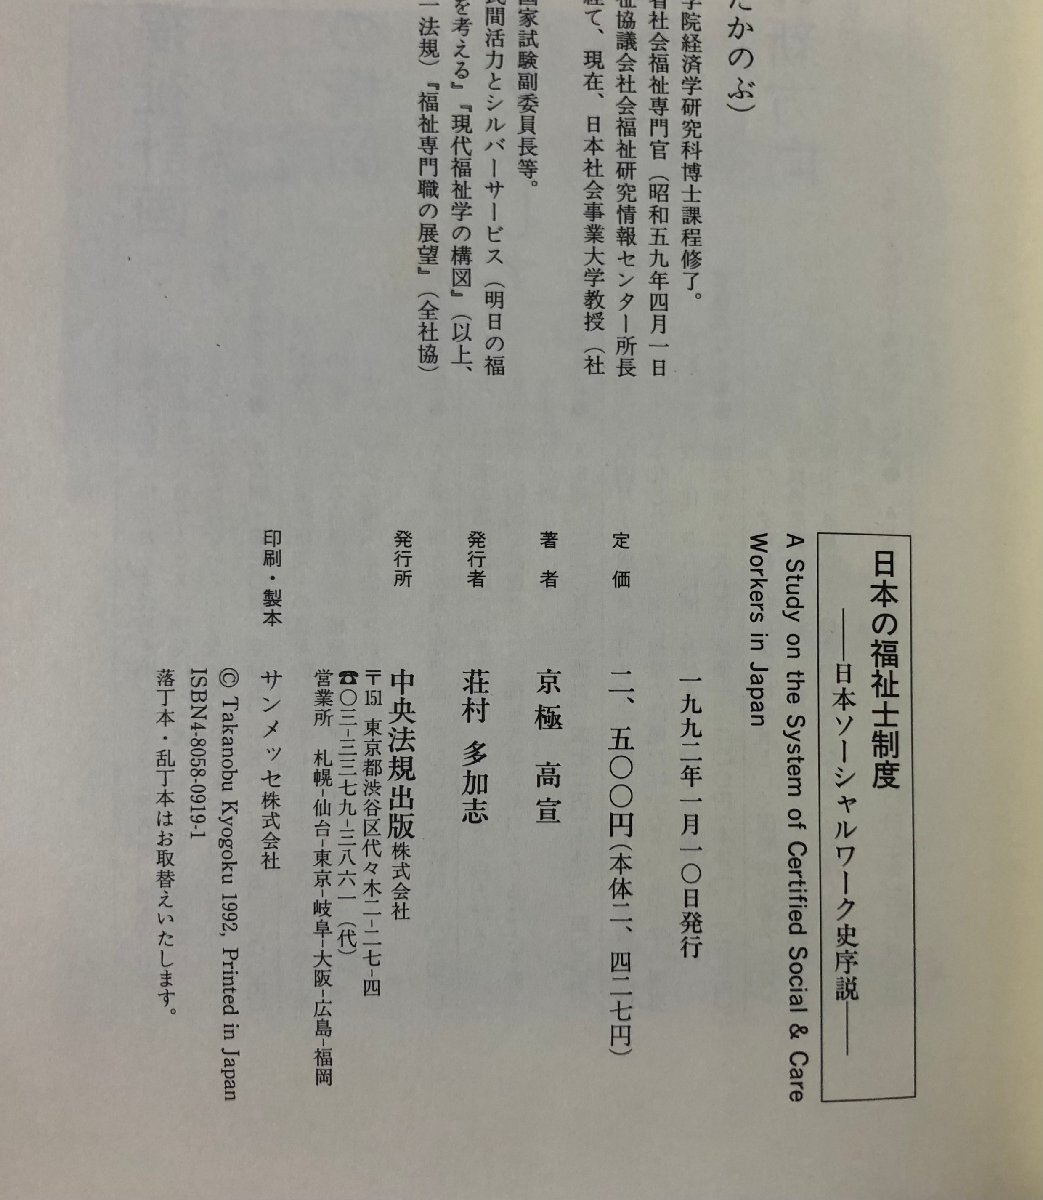 たかのぶ)
学院経済学研究科博士課程修了。
省社会福祉専門官(昭和五九年四月一日
祉協議会社会福祉研究情報センター所長
経て、現在、日本社会事業大学教授(社
国家試験副委員長等。
民間活力とシルバーサービス(明日の福
を考える』『現代福祉学の構図』(以上、
一法規)『福祉専門職の展望』(全社協)
日本の福祉士制度
――日本ソーシャルワーク史序説――
A Study on the System of Certified Social & Care
Workers in Japan
一九九二年一月一〇日発行
定価 二、五〇〇円(本体二、四二七円)
著者 京極 高宣
発行者 荘村 多加志
発行所 中央法規出版株式会社
〒151 東京都渋谷区代々木二-二七-四
☎〇三-三三七九-三八六一(代)
営業所 札幌-仙台-東京-岐阜-大阪-広島-福岡
印刷・製本 サンメッセ株式会社
© Takanobu Kyogoku 1992, Printed in Japan
ISBN4-8058-0919-1
落丁本・乱丁本はお取替えいたします。